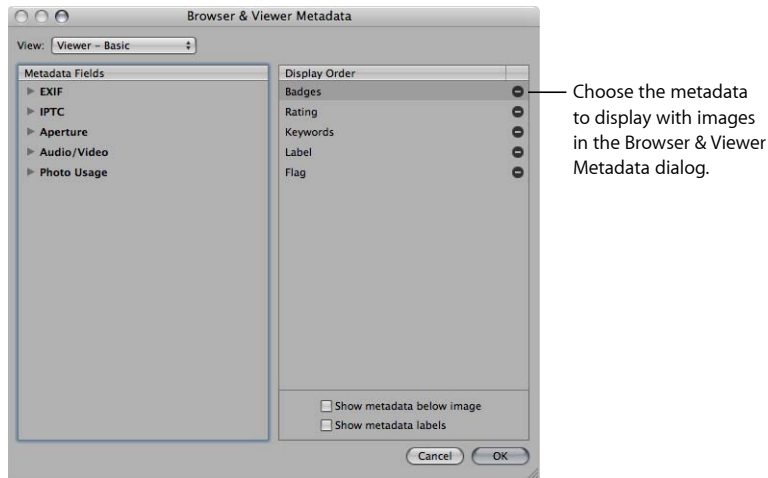 Browser & Viewer Metadata
View: Viewer – Basic
Metadata Fields
EXIF
IPTC
Aperture
Audio/Video
Photo Usage
Display Order
Badges
Rating
Keywords
Label
Flag
Show metadata below image
Show metadata labels
Cancel OK
Choose the metadata
to display with images
in the Browser & Viewer
Metadata dialog.